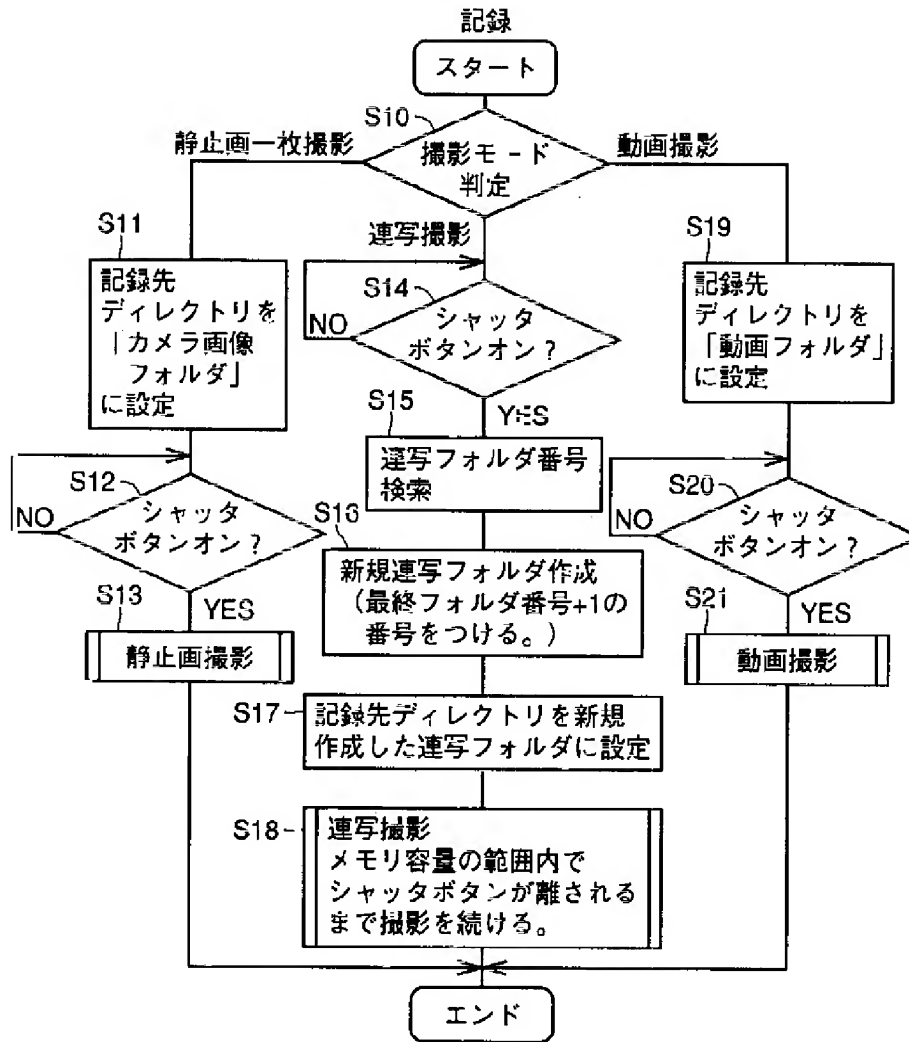 記録
スタート
S10
静止画一枚撮影
撮影モード
判定
動画撮影
S11
記録先
ディレクトリを
「カメラ画像
フォルダ」
に設定
連写撮影
S14
NO
シャッタ
ボタンオン?
YES
S19
記録先
ディレクトリを
「動画フォルダ」
に設定
S15
連写フォルダ番号
検索
S12
NO
シャッタ
ボタンオン?
YES
S16
新規連写フォルダ作成
(最終フォルダ番号+1の
番号をつける。)
S20
NO
シャッタ
ボタンオン?
YES
S13
静止画撮影
S21
動画撮影
S17
記録先ディレクトリを新規
作成した連写フォルダに設定
S18
連写撮影
メモリ容量の範囲内で
シャッタボタンが離される
まで撮影を続ける。
エンド